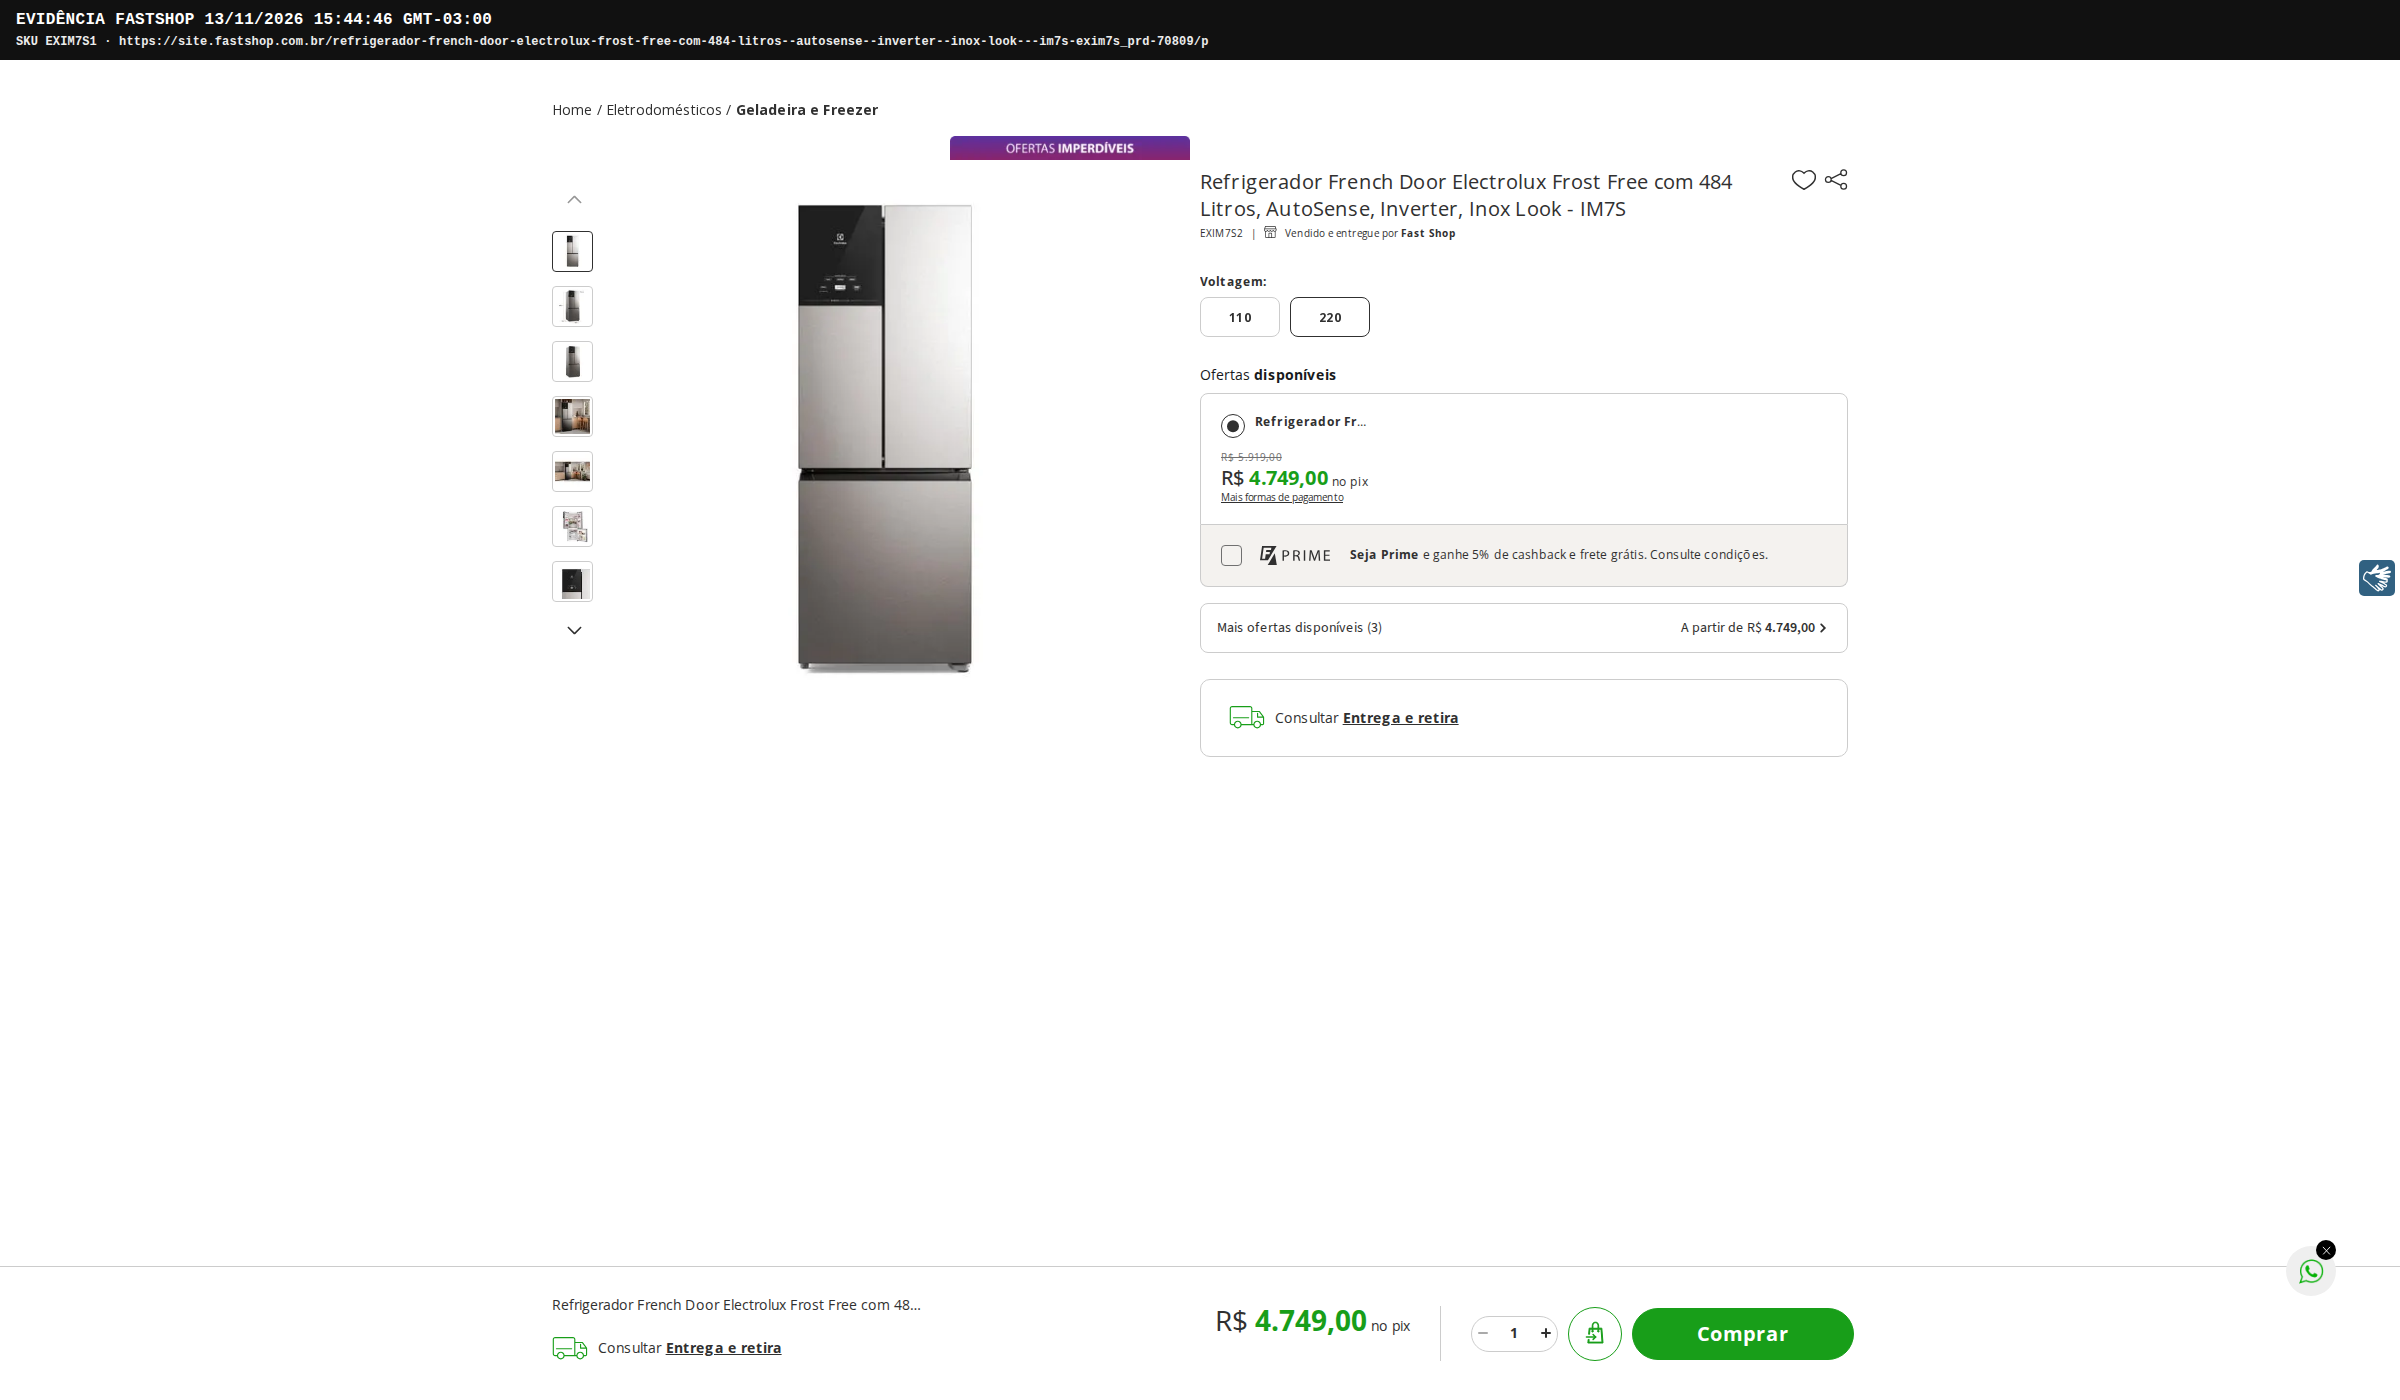 EVIDÊNCIA FASTSHOP 13/11/2026 15:44:46 GMT-03:00
SKU EXIM7S1 · https://site.fastshop.com.br/refrigerador-french-door-electrolux-frost-free-com-484-litros--autosense--inverter--inox-look---im7s-exim7s_prd-70809/p
Home / Eletrodomésticos / Geladeira e Freezer
OFERTAS IMPERDÍVEIS
Refrigerador French Door Electrolux Frost Free com 484
Litros, AutoSense, Inverter, Inox Look - IM7S
EXIM7S2 | Vendido e entregue por Fast Shop
Voltagem:
110 220
Ofertas disponíveis
Refrigerador Fr...
R$ 5.919,00
R$ 4.749,00 no pix
Mais formas de pagamento
PRIME Seja Prime e ganhe 5% de cashback e frete grátis. Consulte condições.
Mais ofertas disponíveis (3) A partir de R$ 4.749,00
Consultar Entrega e retira
Refrigerador French Door Electrolux Frost Free com 48...
Consultar Entrega e retira
R$ 4.749,00 no pix
− 1 +
Comprar